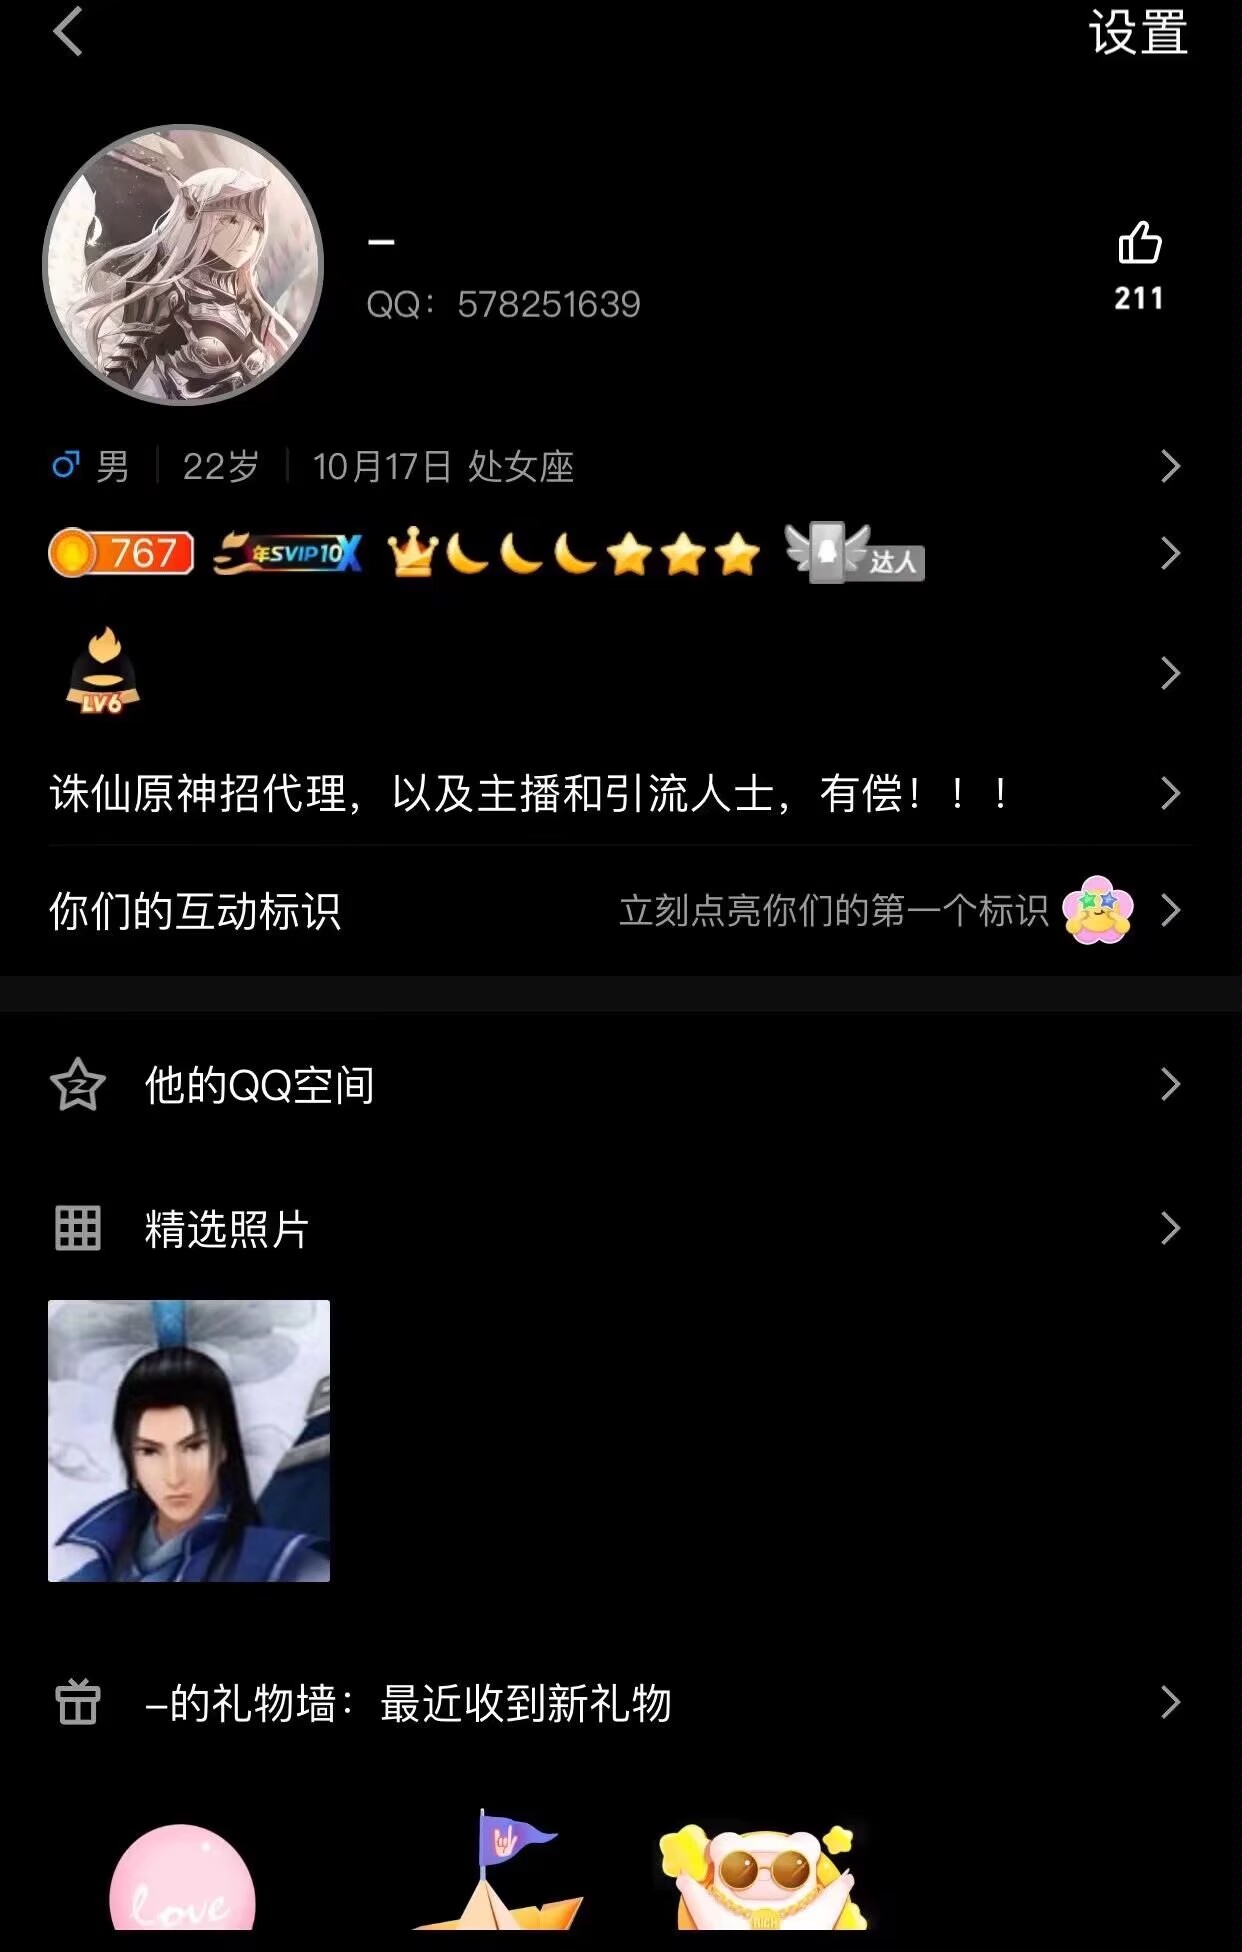 设置
–
QQ：578251639
211
男 22岁 10月17日 处女座
767 年SVIP10 达人
LV6
诛仙原神招代理，以及主播和引流人士，有偿！！！
你们的互动标识 立刻点亮你们的第一个标识
他的QQ空间
精选照片
–的礼物墙：最近收到新礼物
love
RICH